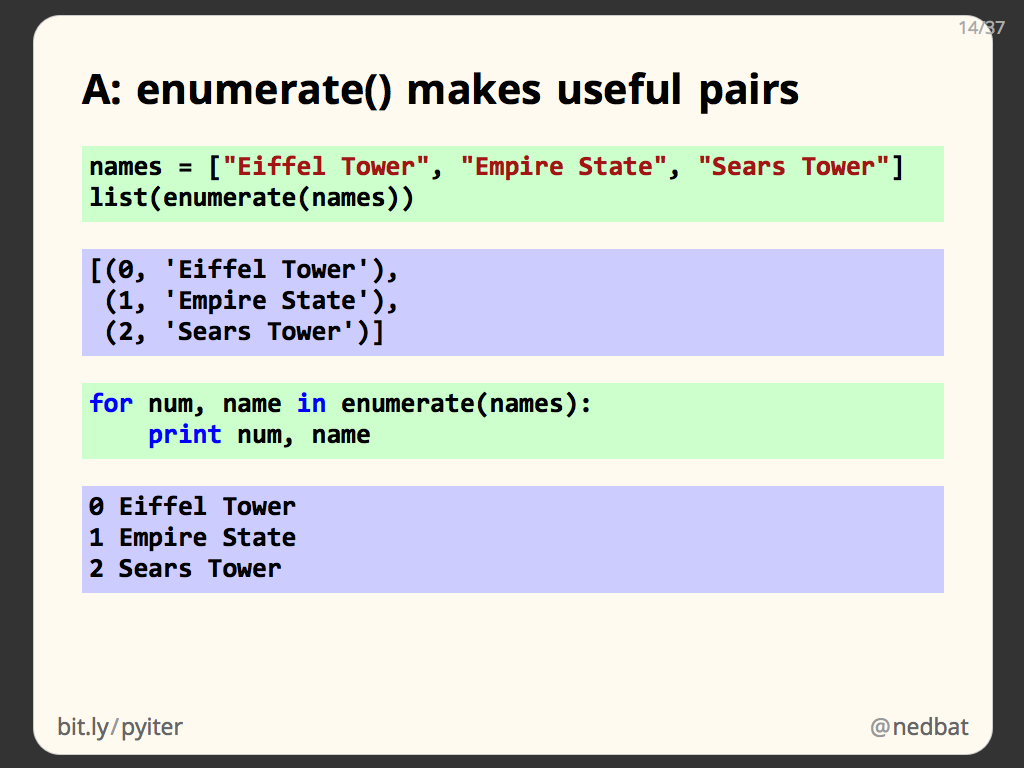 14/37
A: enumerate() makes useful pairs
names = ["Eiffel Tower", "Empire State", "Sears Tower"]
list(enumerate(names))
[(0, 'Eiffel Tower'),
 (1, 'Empire State'),
 (2, 'Sears Tower')]
for num, name in enumerate(names):
    print num, name
0 Eiffel Tower
1 Empire State
2 Sears Tower
bit.ly/pyiter
@nedbat